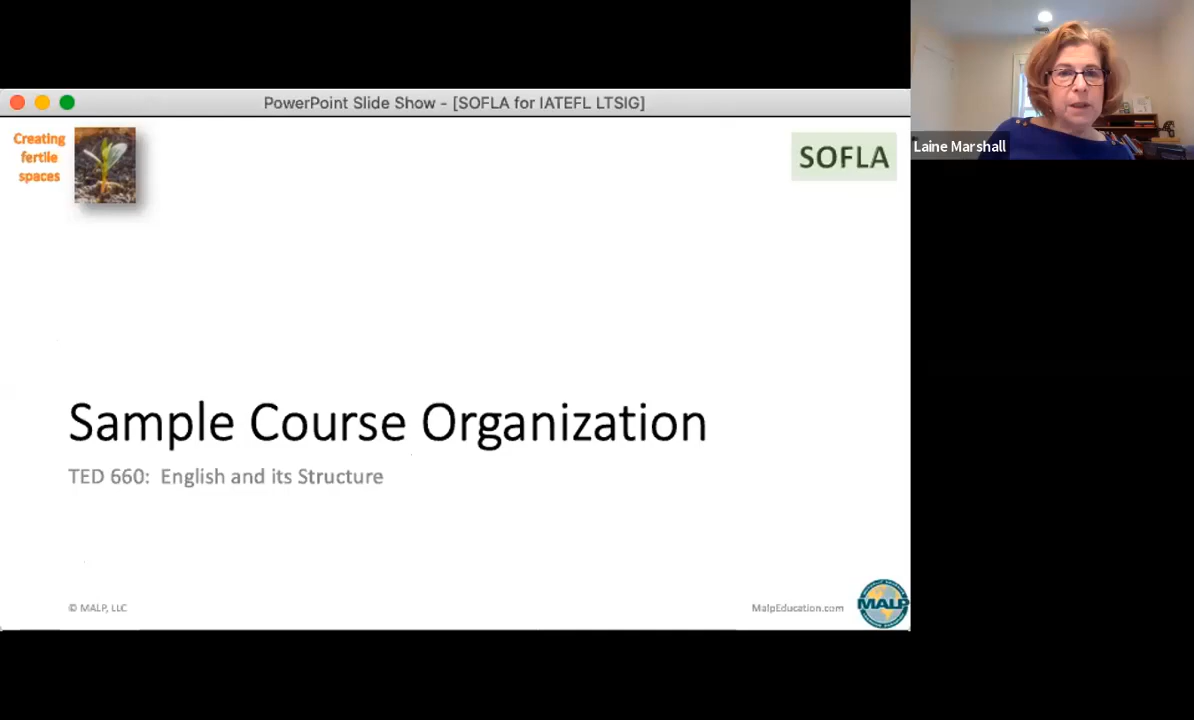 PowerPoint Slide Show - [SOFLA for IATEFL LTSIG]
Creating
fertile
spaces
SOFLA
Laine Marshall
Sample Course Organization
TED 660: English and its Structure
© MALP, LLC
MalpEducation.com
MALP